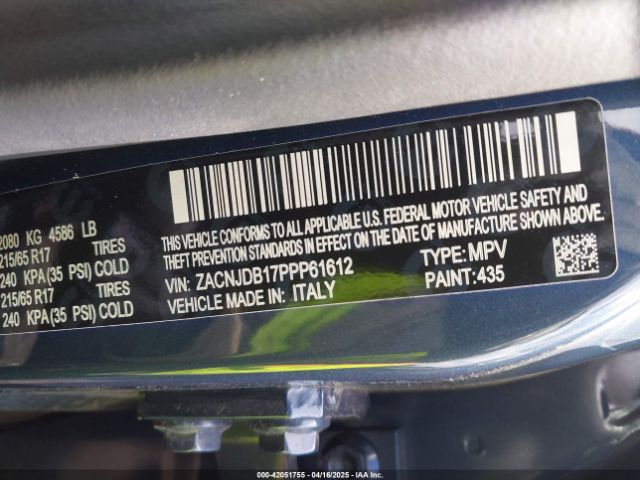 2080 KG 4586 LB
215/65 R17 TIRES
240 KPA(35 PSI) COLD
215/65 R17 TIRES
240 KPA(35 PSI) COLD
THIS VEHICLE CONFORMS TO ALL APPLICABLE U.S. FEDERAL MOTOR VEHICLE SAFETY AND
THEFT PREVENTION STANDARDS IN EFFECT ON THE DATE OF MANUFACTURE SHOWN ABOVE.
VIN: ZACNJDB17PPP61612 TYPE: MPV
VEHICLE MADE IN: ITALY PAINT: 435
000-42051755 | 04/16/2025 | IAA Inc.